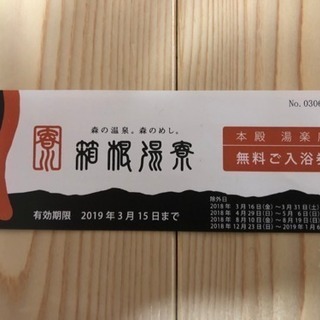 No. 0306
森の温泉。森のめし。
箱根湯寮
本殿 湯楽
無料ご入浴券
有効期限 2019年3月15日まで
除外日
2018年 3月16日(金)～3月31日(土)
2018年 4月29日(日)～5月 6日(日)
2018年 8月10日(金)～8月19日(日)
2018年 12月23日(日)～2019年1月6